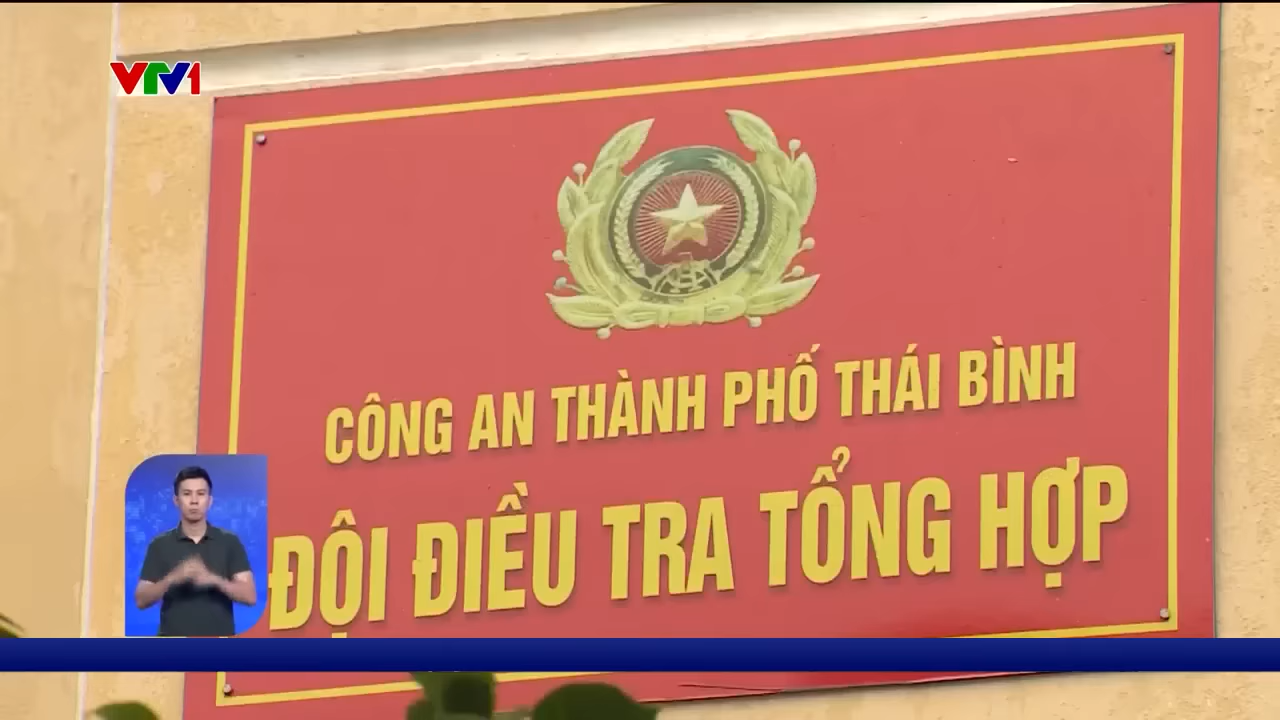 VTV1
CÔNG AN THÀNH PHỐ THÁI BÌNH
ĐỘI ĐIỀU TRA TỔNG HỢP